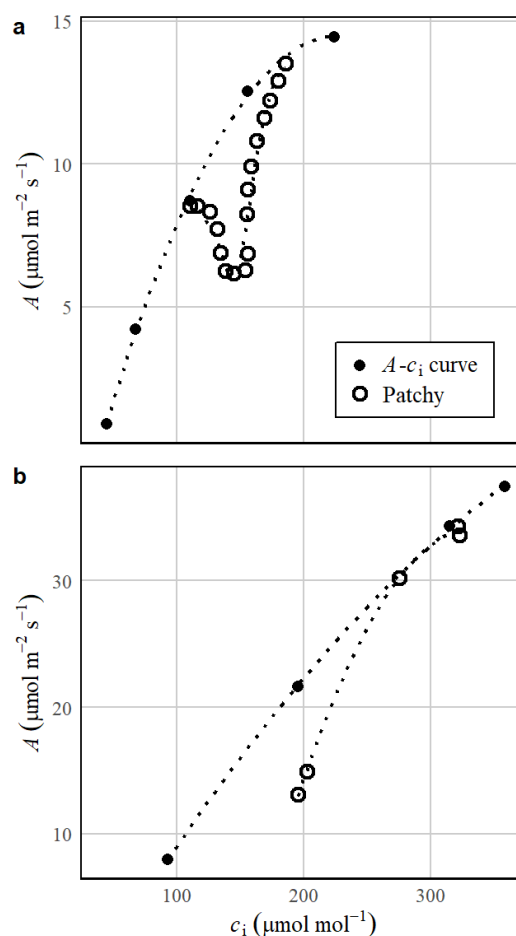 a
15
10
5
A (μmol m⁻² s⁻¹)
A-cᵢ curve
Patchy
b
30
20
10
A (μmol m⁻² s⁻¹)
100 200 300
cᵢ (μmol mol⁻¹)